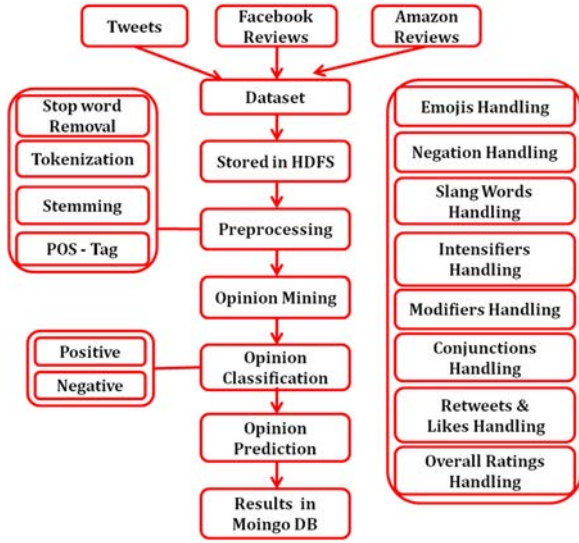 Tweets
Facebook
Reviews
Amazon
Reviews
Dataset
Stored in HDFS
Preprocessing
Opinion Mining
Opinion
Classification
Opinion
Prediction
Results in
Moingo DB
Stop word
Removal
Tokenization
Stemming
POS - Tag
Positive
Negative
Emojis Handling
Negation Handling
Slang Words
Handling
Intensifiers
Handling
Modifiers Handling
Conjunctions
Handling
Retweets &
Likes Handling
Overall Ratings
Handling